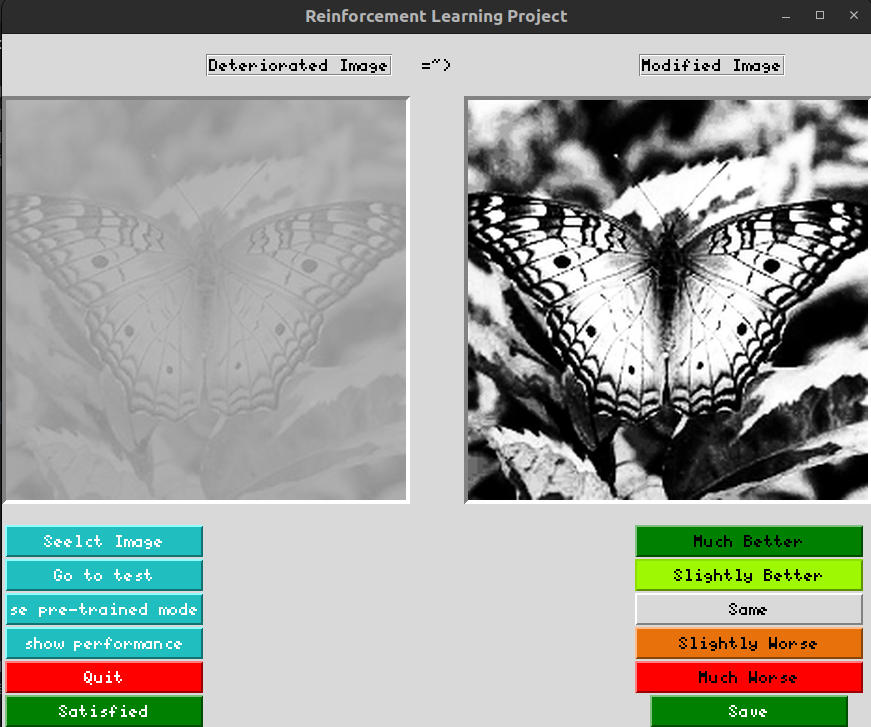 Reinforcement Learning Project
Deteriorated Image =~) Modified Image
Seelct Image
Go to test
se pre-trained mode
show performance
Quit
Satisfied
Much Better
Slightly Better
Same
Slightly Worse
Much Worse
Save